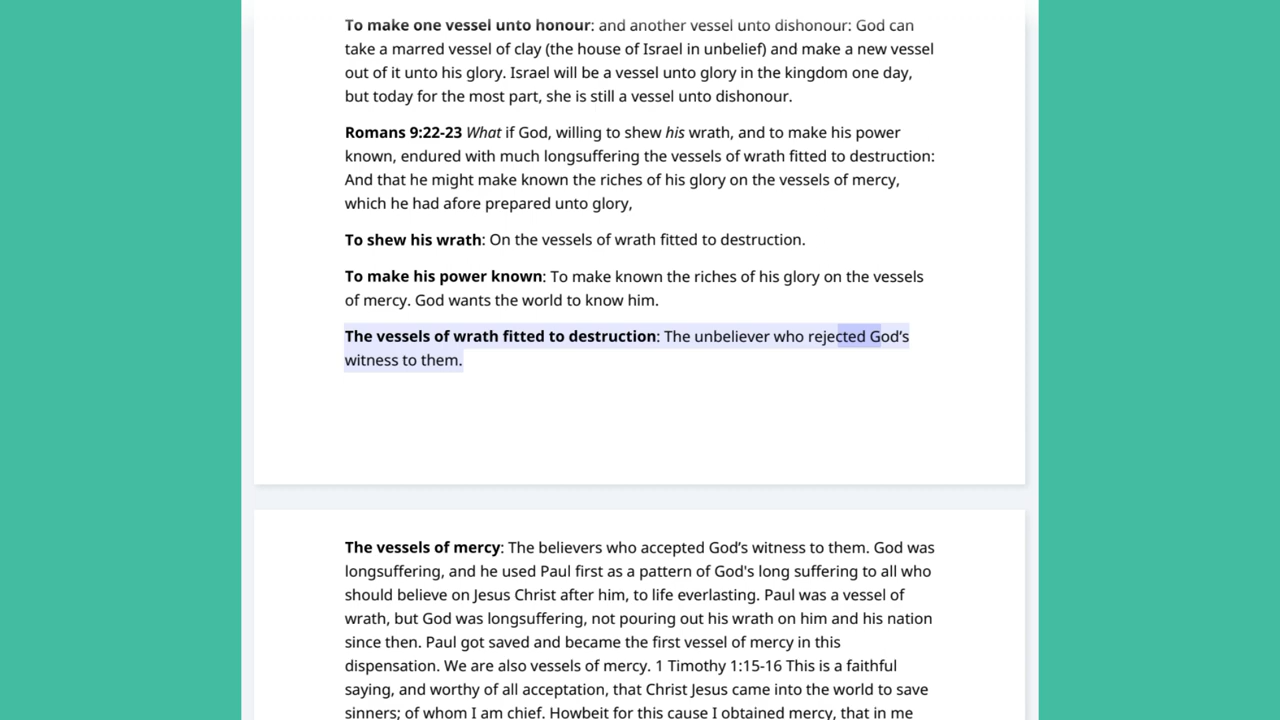 To make one vessel unto honour: and another vessel unto dishonour: God can
take a marred vessel of clay (the house of Israel in unbelief) and make a new vessel
out of it unto his glory. Israel will be a vessel unto glory in the kingdom one day,
but today for the most part, she is still a vessel unto dishonour.
Romans 9:22-23 What if God, willing to shew his wrath, and to make his power
known, endured with much longsuffering the vessels of wrath fitted to destruction:
And that he might make known the riches of his glory on the vessels of mercy,
which he had afore prepared unto glory,
To shew his wrath: On the vessels of wrath fitted to destruction.
To make his power known: To make known the riches of his glory on the vessels
of mercy. God wants the world to know him.
The vessels of wrath fitted to destruction: The unbeliever who rejected God’s
witness to them.
The vessels of mercy: The believers who accepted God’s witness to them. God was
longsuffering, and he used Paul first as a pattern of God's long suffering to all who
should believe on Jesus Christ after him, to life everlasting. Paul was a vessel of
wrath, but God was longsuffering, not pouring out his wrath on him and his nation
since then. Paul got saved and became the first vessel of mercy in this
dispensation. We are also vessels of mercy. 1 Timothy 1:15-16 This is a faithful
saying, and worthy of all acceptation, that Christ Jesus came into the world to save
sinners; of whom I am chief. Howbeit for this cause I obtained mercy, that in me